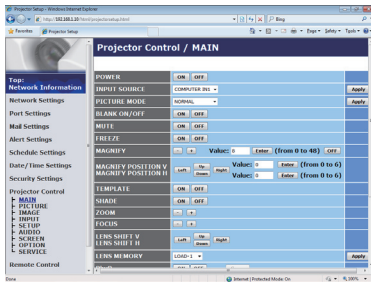 Projector Setup - Windows Internet Explorer
http://192.168.1.10/html/projectorsetup.html
Bing
Favorites
Projector Setup
Page
Safety
Tools
Projector Control / MAIN
Top:
Network Information
Network Settings
Port Settings
Mail Settings
Alert Settings
Schedule Settings
Date/Time Settings
Security Settings
Projector Control
MAIN
PICTURE
IMAGE
INPUT
SETUP
AUDIO
SCREEN
OPTION
SERVICE
Remote Control
POWER ON OFF
INPUT SOURCE COMPUTER IN1 Apply
PICTURE MODE NORMAL Apply
BLANK ON/OFF ON OFF
MUTE ON OFF
FREEZE ON OFF
MAGNIFY - + Value: 0 Enter (from 0 to 48) OFF
MAGNIFY POSITION V
MAGNIFY POSITION H
Left Up Down Right
Value: 0 Enter (from 0 to 6)
Value: 0 Enter (from 0 to 6)
TEMPLATE ON OFF
SHADE ON OFF
ZOOM - +
FOCUS - +
LENS SHIFT V
LENS SHIFT H
Left Up Down Right
LENS MEMORY LOAD-1 Apply
ON OFF
Done
Internet | Protected Mode: On
100%